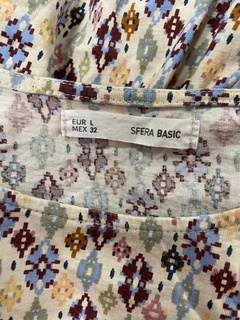 EUR L
MEX 32
SFERA BASIC